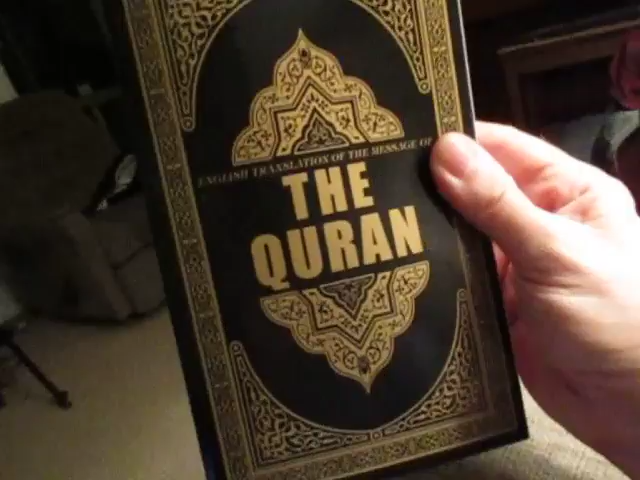 ENGLISH TRANSLATION OF THE MESSAGE OF
THE
QURAN